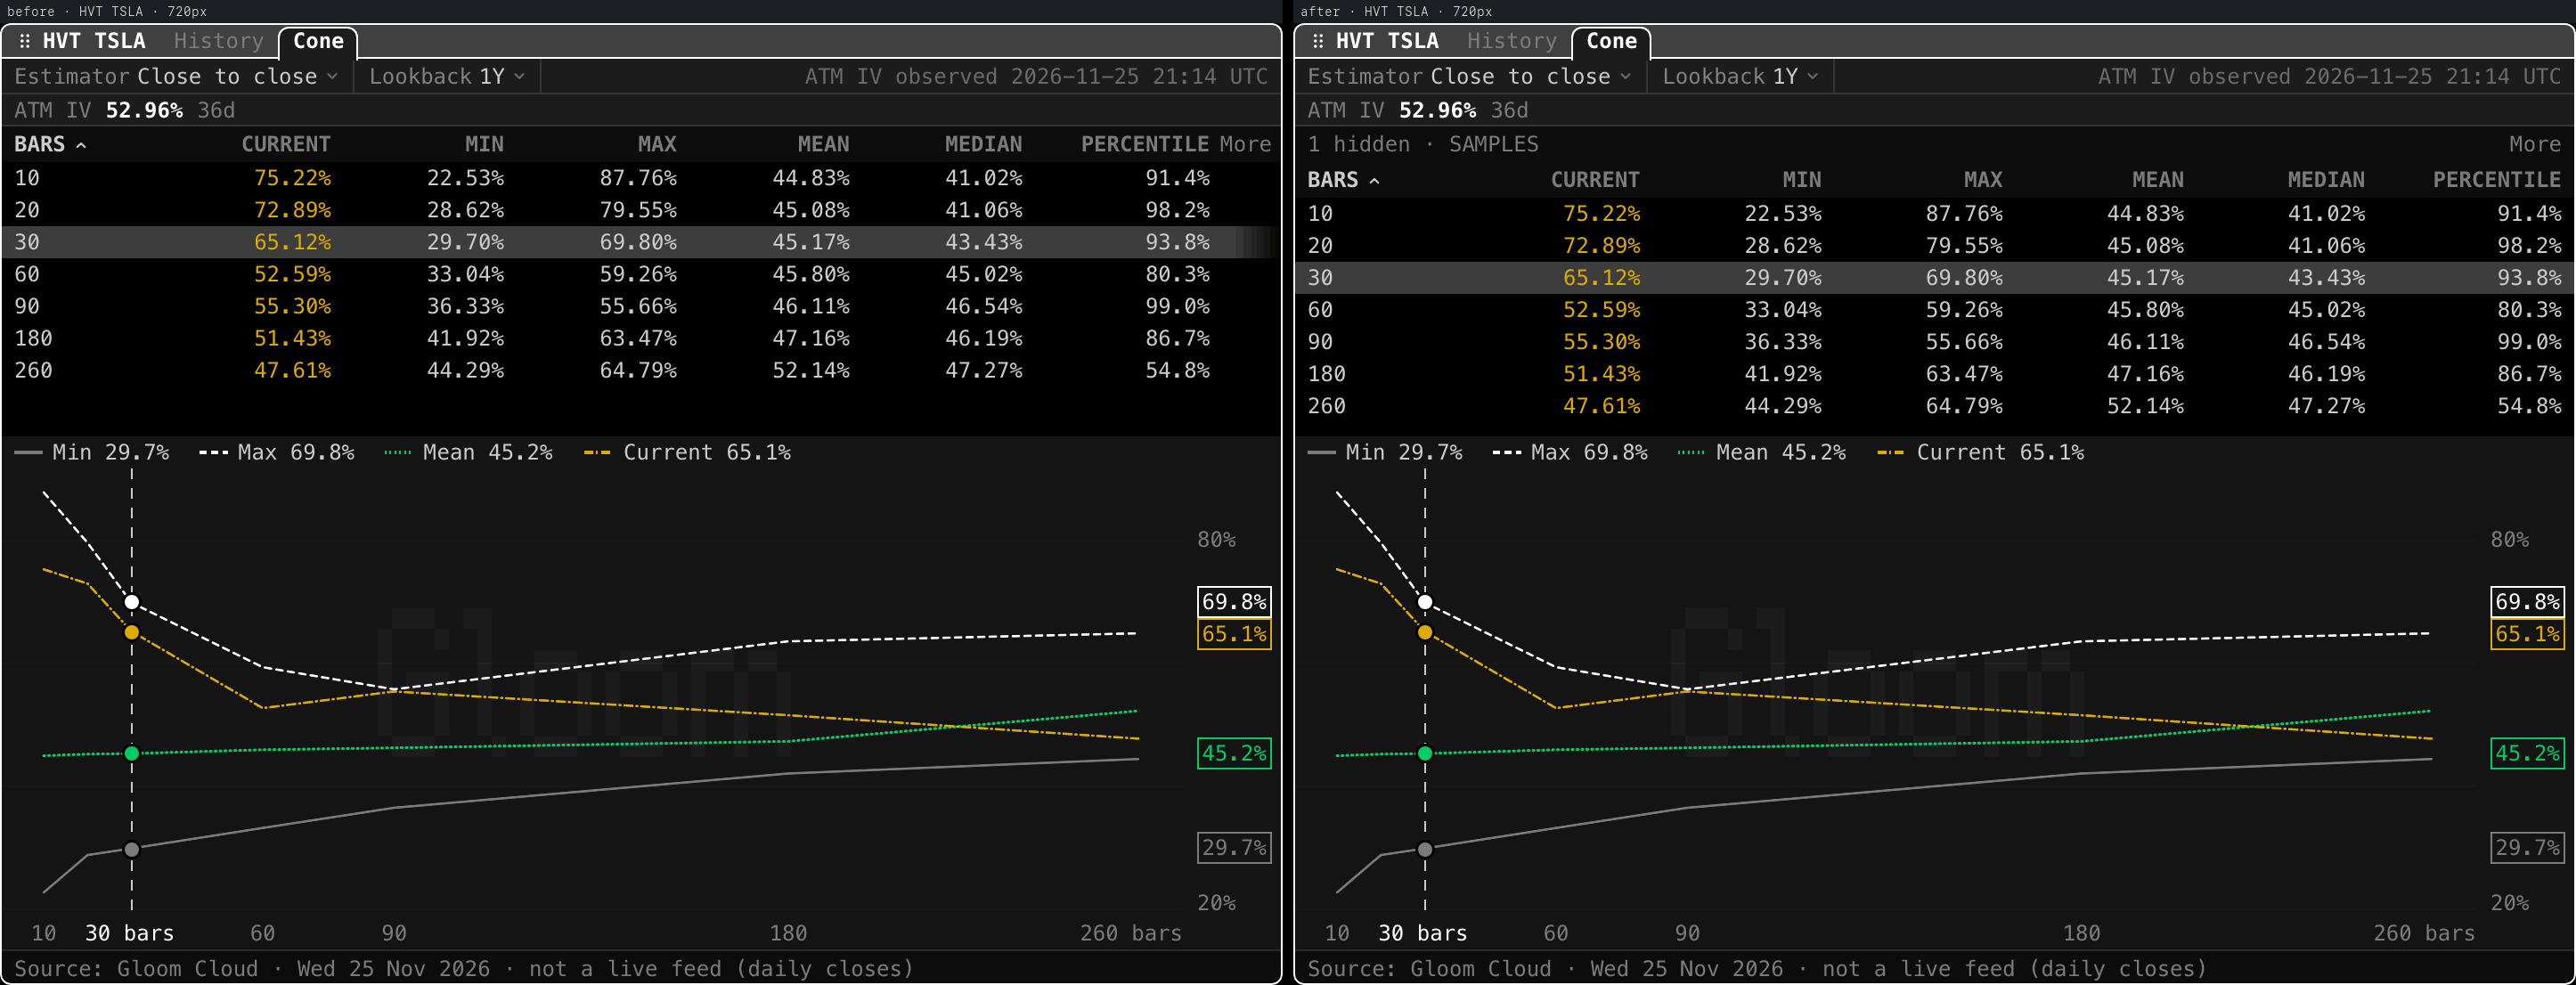 before · HVT TSLA · 720px
HVT TSLA History Cone
Estimator Close to close Lookback 1Y ATM IV observed 2026-11-25 21:14 UTC
ATM IV 52.96% 36d
BARS CURRENT MIN MAX MEAN MEDIAN PERCENTILE More
10 75.22% 22.53% 87.76% 44.83% 41.02% 91.4%
20 72.89% 28.62% 79.55% 45.08% 41.06% 98.2%
30 65.12% 29.70% 69.80% 45.17% 43.43% 93.8%
60 52.59% 33.04% 59.26% 45.80% 45.02% 80.3%
90 55.30% 36.33% 55.66% 46.11% 46.54% 99.0%
180 51.43% 41.92% 63.47% 47.16% 46.19% 86.7%
260 47.61% 44.29% 64.79% 52.14% 47.27% 54.8%
Min 29.7% Max 69.8% Mean 45.2% Current 65.1%
80%
69.8%
65.1%
Gloom
45.2%
29.7%
20%
10 30 bars 60 90 180 260 bars
Source: Gloom Cloud · Wed 25 Nov 2026 · not a live feed (daily closes)
after · HVT TSLA · 720px
HVT TSLA History Cone
Estimator Close to close Lookback 1Y ATM IV observed 2026-11-25 21:14 UTC
ATM IV 52.96% 36d
1 hidden · SAMPLES More
BARS CURRENT MIN MAX MEAN MEDIAN PERCENTILE
10 75.22% 22.53% 87.76% 44.83% 41.02% 91.4%
20 72.89% 28.62% 79.55% 45.08% 41.06% 98.2%
30 65.12% 29.70% 69.80% 45.17% 43.43% 93.8%
60 52.59% 33.04% 59.26% 45.80% 45.02% 80.3%
90 55.30% 36.33% 55.66% 46.11% 46.54% 99.0%
180 51.43% 41.92% 63.47% 47.16% 46.19% 86.7%
260 47.61% 44.29% 64.79% 52.14% 47.27% 54.8%
Min 29.7% Max 69.8% Mean 45.2% Current 65.1%
80%
69.8%
65.1%
Gloom
45.2%
29.7%
20%
10 30 bars 60 90 180 260 bars
Source: Gloom Cloud · Wed 25 Nov 2026 · not a live feed (daily closes)